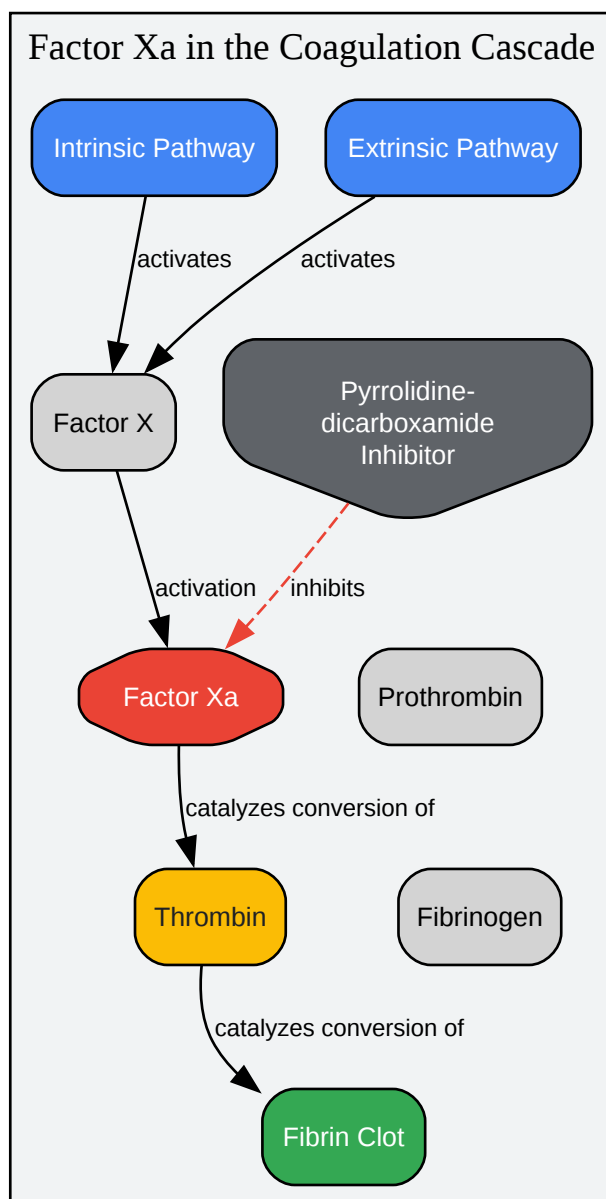 Factor Xa in the Coagulation Cascade
Intrinsic Pathway
Extrinsic Pathway
activates
activates
Factor X
Pyrrolidine-
dicarboxamide
Inhibitor
activation
inhibits
Factor Xa
Prothrombin
catalyzes conversion of
Thrombin
Fibrinogen
catalyzes conversion of
Fibrin Clot